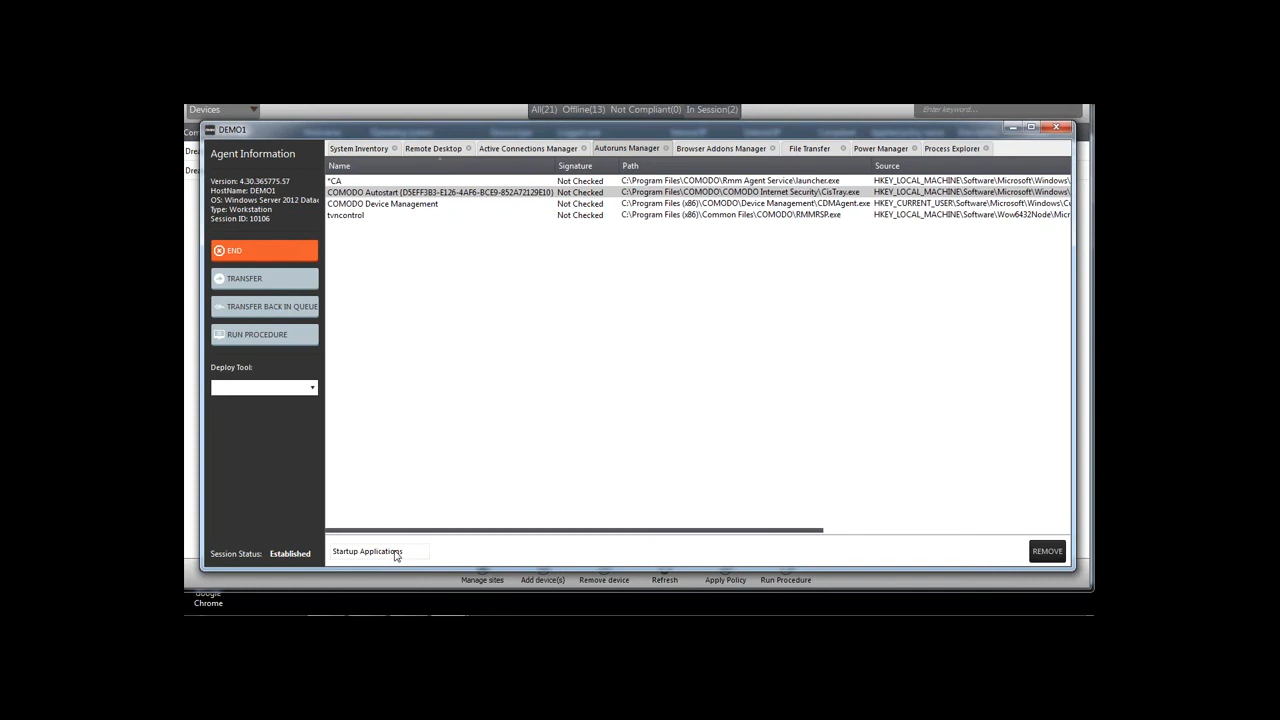 Devices
All(21) Offline(13) Not Compliant(0) In Session(2)
Enter keyword...
DEMO1
Agent Information
Version: 4.30.365775.57
HostName: DEMO1
OS: Windows Server 2012 Datac
Type: Workstation
Session ID: 10106
END
TRANSFER
TRANSFER BACK IN QUEUE
RUN PROCEDURE
Deploy Tool:
Session Status: Established
System Inventory Remote Desktop Active Connections Manager Autoruns Manager Browser Addons Manager File Transfer Power Manager Process Explorer
Name Signature Path Source
*CA Not Checked C:\Program Files\COMODO\Rmm Agent Service\launcher.exe HKEY_LOCAL_MACHINE\Software\Microsoft\Windows\
COMODO Autostart {D5EFF3B3-E126-4AF6-BCE9-852A72129E10} Not Checked C:\Program Files\COMODO\COMODO Internet Security\CisTray.exe HKEY_LOCAL_MACHINE\Software\Microsoft\Windows\
COMODO Device Management Not Checked C:\Program Files (x86)\COMODO\Device Management\CDMAgent.exe HKEY_CURRENT_USER\Software\Microsoft\Windows\Cu
tvncontrol Not Checked C:\Program Files (x86)\Common Files\COMODO\RMMRSP.exe HKEY_LOCAL_MACHINE\Software\Wow6432Node\Micr
Startup Applications
REMOVE
Manage sites Add device(s) Remove device Refresh Apply Policy Run Procedure
Google
Chrome